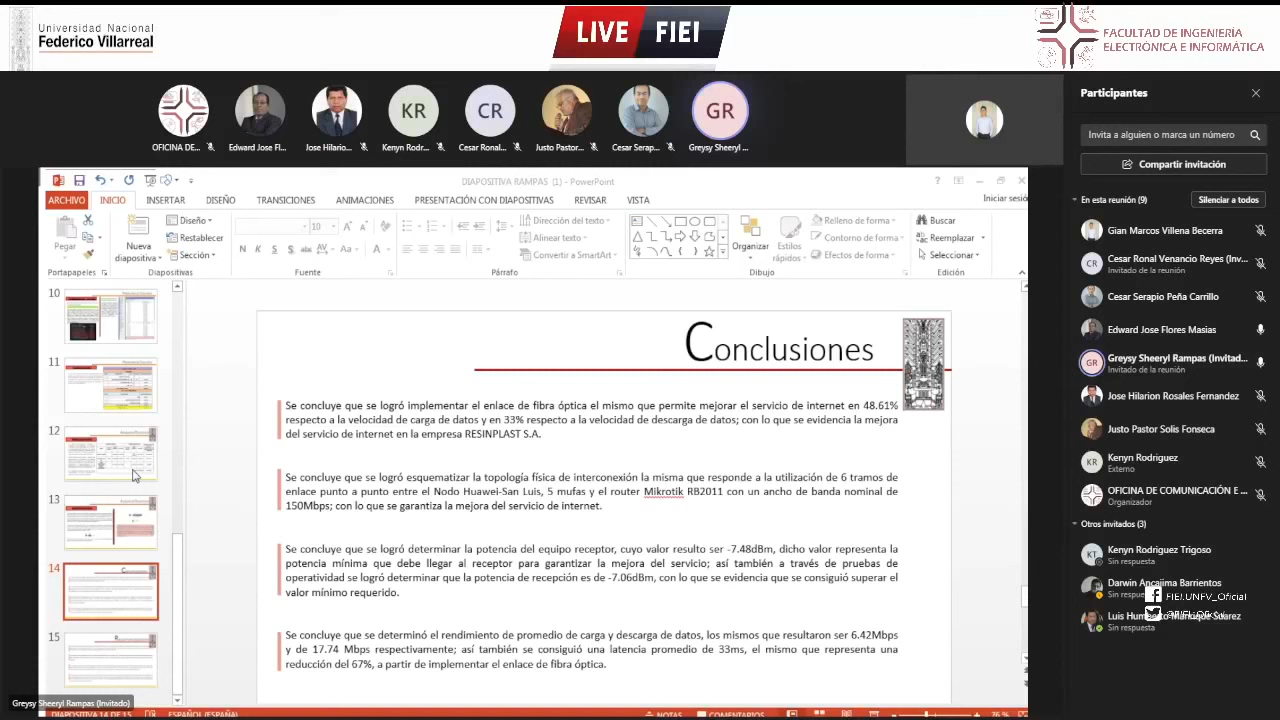 Universidad Nacional
Federico Villarreal
LIVE FIEI
FACULTAD DE INGENIERÍA
ELECTRÓNICA E INFORMÁTICA
KR
CR
GR
OFICINA DE...
Edward Jose Fl...
Jose Hilario...
Kenyn Rodr...
Cesar Ronal...
Justo Pastor...
Cesar Serap...
Greysy Sheeryl ...
Participantes
Invita a alguien o marca un número
Compartir invitación
En esta reunión (9)
Silenciar a todos
Gian Marcos Villena Becerra
CR
Cesar Ronal Venancio Reyes (Inv...
Invitado de la reunión
Cesar Serapio Peña Carrillo
Edward Jose Flores Masias
GR
Greysy Sheeryl Rampas (Invitad...
Invitado de la reunión
Jose Hilarion Rosales Fernandez
Justo Pastor Solis Fonseca
KR
Kenyn Rodriguez
Externo
OFICINA DE COMUNICACIÓN E ...
Organizador
Otros invitados (3)
KT
Kenyn Rodriguez Trigoso
Sin respuesta
Darwin Ancajima Barrientos
Sin respuesta
FIEI.UNFV_Oficial
Sin respuesta
DIAPOSITIVA RAMPAS (1) - PowerPoint
ARCHIVO
INICIO
INSERTAR
DISEÑO
TRANSICIONES
ANIMACIONES
PRESENTACIÓN CON DIAPOSITIVAS
REVISAR
VISTA
Iniciar sesió
Pegar
Nueva
diapositiva
Diseño
Restablecer
Sección
10
N K S S abc AV Aa A
Dirección del texto
Alinear texto
Convertir a SmartArt
Organizar
Estilos
rápidos
Relleno de forma
Contorno de forma
Efectos de forma
Buscar
Reemplazar
Seleccionar
Portapapeles
Diapositivas
Fuente
Párrafo
Dibujo
Edición
10
11
12
13
14
15
Conclusiones
Se concluye que se logró implementar el enlace de fibra óptica el mismo que permite mejorar el servicio de internet en 48.61%
respecto a la velocidad de carga de datos y en 33% respecto a la velocidad de descarga de datos; con lo que se evidencia la mejora
del servicio de internet en la empresa RESINPLAST S.A.
Se concluye que se logró esquematizar la topología física de interconexión la misma que responde a la utilización de 6 tramos de
enlace punto a punto entre el Nodo Huawei-San Luis, 5 mufas y el router Mikrotik RB2011 con un ancho de banda nominal de
150Mbps; con lo que se garantiza la mejora del servicio de internet.
Se concluye que se logró determinar la potencia del equipo receptor, cuyo valor resulto ser -7.48dBm, dicho valor representa la
potencia mínima que debe llegar al receptor para garantizar la mejora del servicio; así también a través de pruebas de
operatividad se logró determinar que la potencia de recepción es de -7.06dBm, con lo que se evidencia que se consiguió superar el
valor mínimo requerido.
Se concluye que se determinó el rendimiento de promedio de carga y descarga de datos, los mismos que resultaron ser 6.42Mbps
y de 17.74 Mbps respectivamente; así también se consiguió una latencia promedio de 33ms, el mismo que representa una
reducción del 67%, a partir de implementar el enlace de fibra óptica.
Greysy Sheeryl Rampas (Invitado)
DIAPOSITIVA 14 DE 15
ESPAÑOL (ESPAÑA)
NOTAS
COMENTARIOS
76 %